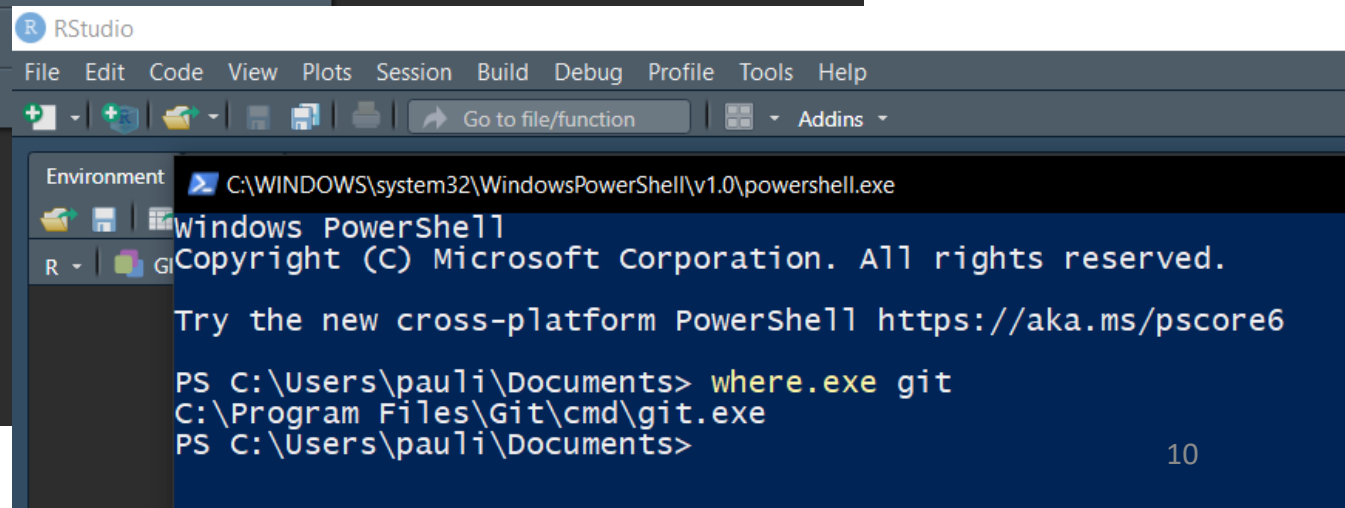 RStudio
File Edit Code View Plots Session Build Debug Profile Tools Help
Go to file/function Addins
Environment
C:\WINDOWS\system32\WindowsPowerShell\v1.0\powershell.exe
Windows PowerShell
R Gl Copyright (C) Microsoft Corporation. All rights reserved.
Try the new cross-platform PowerShell https://aka.ms/pscore6
PS C:\Users\pauli\Documents> where.exe git
C:\Program Files\Git\cmd\git.exe
PS C:\Users\pauli\Documents>
10